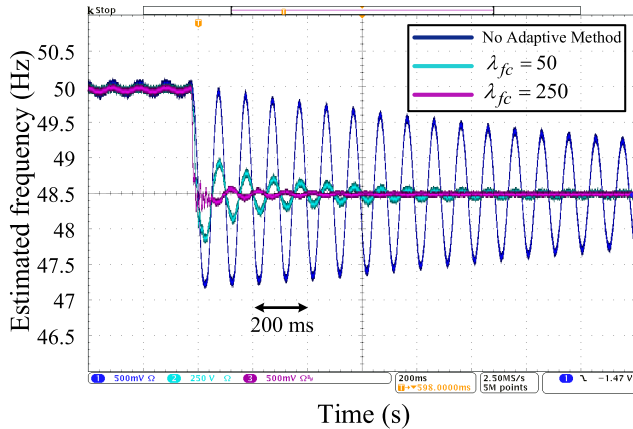 k Stop
T
T
Estimated frequency (Hz)
50.5
50
49.5
49
48.5
48
47.5
47
46.5
No Adaptive Method
λfc = 50
λfc = 250
200 ms
1 500mV Ω
2 250 V Ω
3 500mV Ω
200ms
T→▼598.0000ms
2.50MS/s
5M points
1 -1.47 V
Time (s)